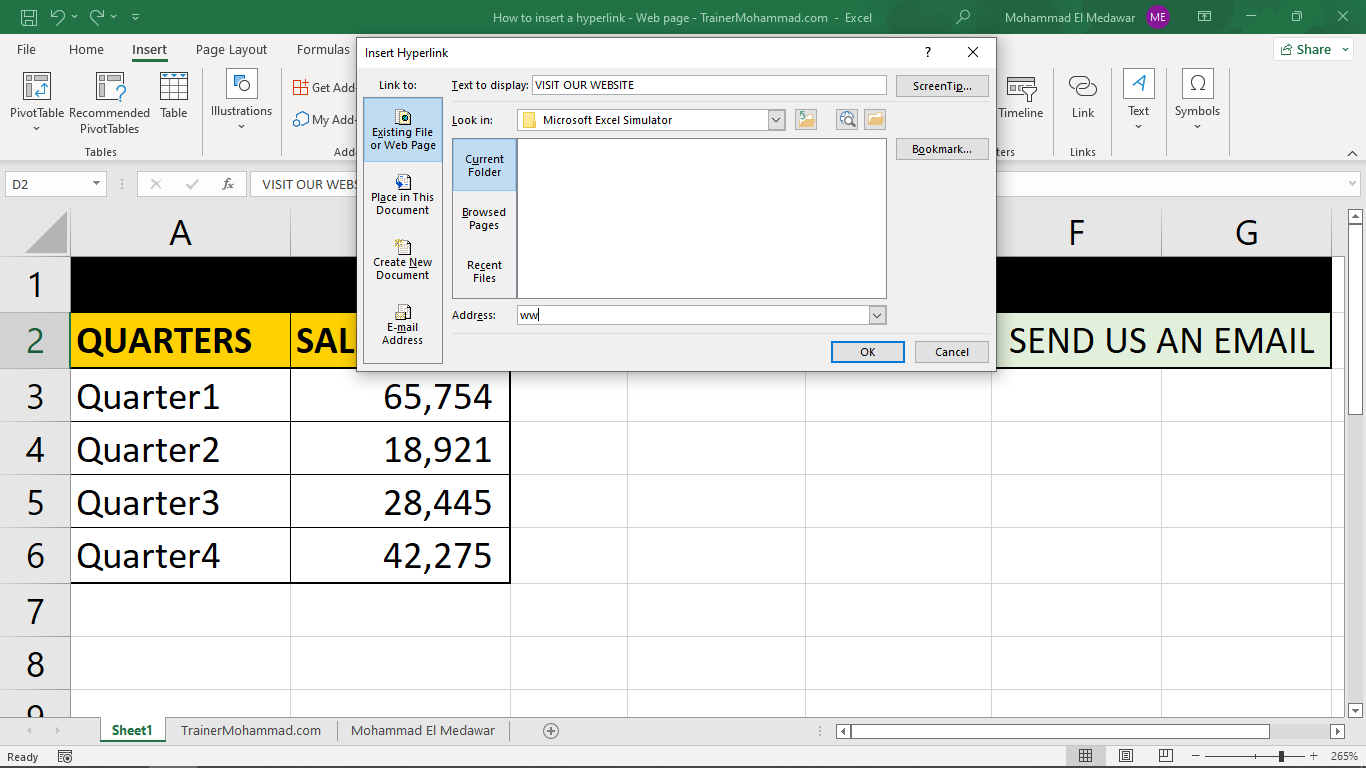 How to insert a hyperlink - Web page - TrainerMohammad.com - Excel
Mohammad El Medawar
ME
File
Home
Insert
Page Layout
Formulas
Share
PivotTable
Recommended
PivotTables
Table
Tables
Illustrations
Get Add-
My Add-
Add-
Timeline
ters
Link
Links
Text
Symbols
Insert Hyperlink
?
Link to:
Existing File
or Web Page
Place in This
Document
Create New
Document
E-mail
Address
Text to display:
VISIT OUR WEBSITE
ScreenTip...
Look in:
Microsoft Excel Simulator
Bookmark...
Current
Folder
Browsed
Pages
Recent
Files
Address:
ww
OK
Cancel
D2
fx
VISIT OUR WEBS
A
F
G
1
2
QUARTERS
SAL
SEND US AN EMAIL
3
Quarter1
65,754
4
Quarter2
18,921
5
Quarter3
28,445
6
Quarter4
42,275
7
8
9
Sheet1
TrainerMohammad.com
Mohammad El Medawar
Ready
265%